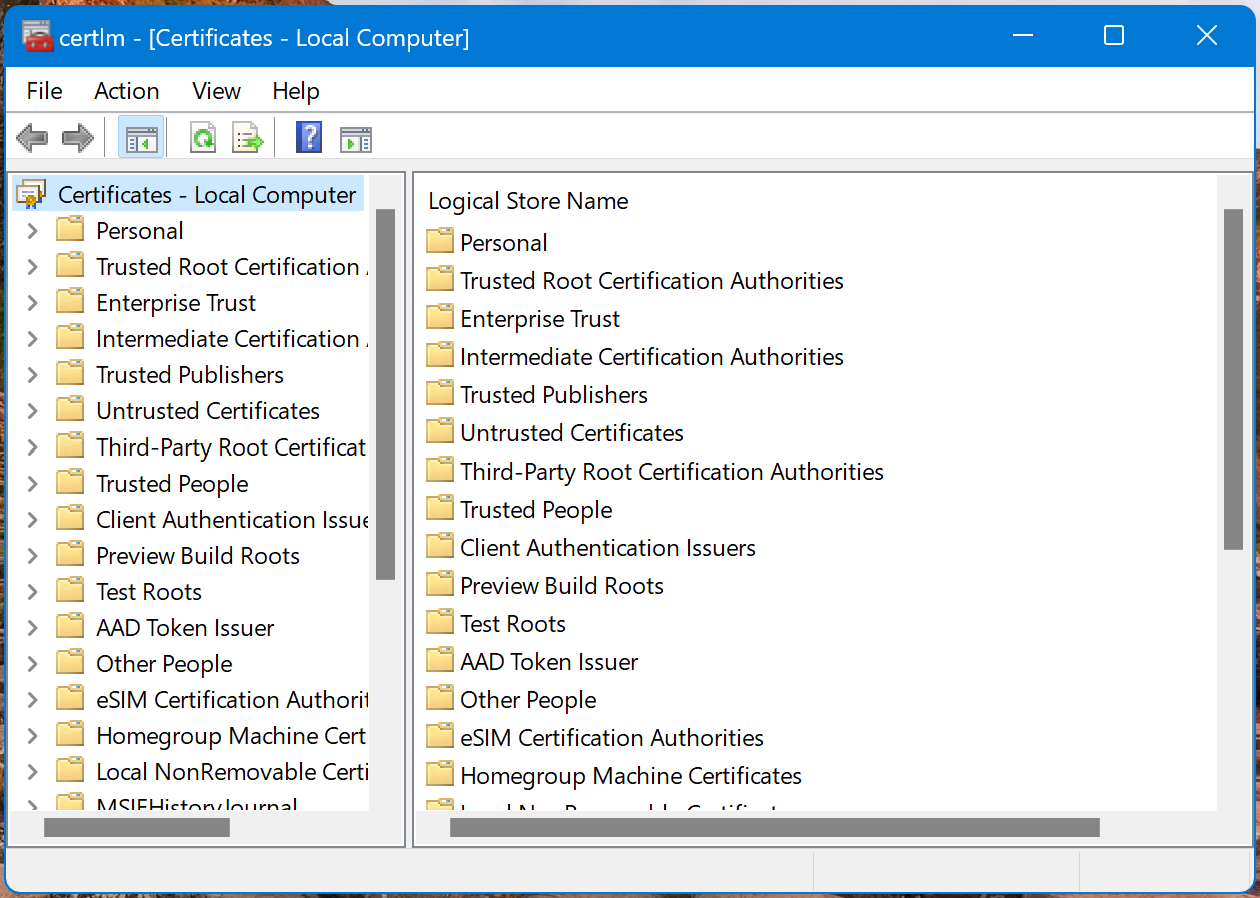 certlm - [Certificates - Local Computer]
File Action View Help
Certificates - Local Computer
Personal
Trusted Root Certification
Enterprise Trust
Intermediate Certification
Trusted Publishers
Untrusted Certificates
Third-Party Root Certificat
Trusted People
Client Authentication Issue
Preview Build Roots
Test Roots
AAD Token Issuer
Other People
eSIM Certification Authorit
Homegroup Machine Cert
Local NonRemovable Certi
MSIEHistoryJournal
Logical Store Name
Personal
Trusted Root Certification Authorities
Enterprise Trust
Intermediate Certification Authorities
Trusted Publishers
Untrusted Certificates
Third-Party Root Certification Authorities
Trusted People
Client Authentication Issuers
Preview Build Roots
Test Roots
AAD Token Issuer
Other People
eSIM Certification Authorities
Homegroup Machine Certificates